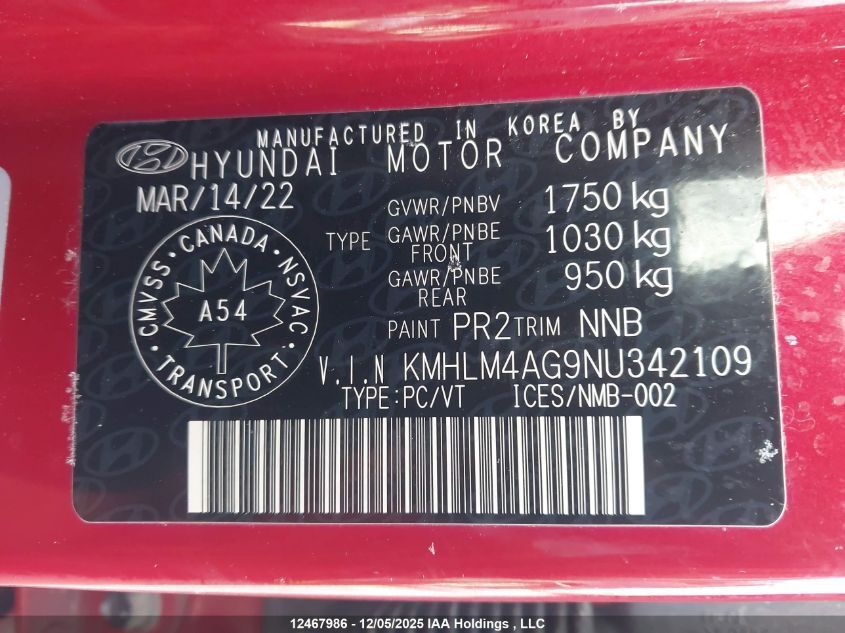 MANUFACTURED IN KOREA BY
HYUNDAI MOTOR COMPANY
MAR/14/22
GVWR/PNBV 1750 kg
TYPE GAWR/PNBE FRONT 1030 kg
GAWR/PNBE REAR 950 kg
CMVSS • CANADA • NSVAC • TRANSPORT •
A54
PAINT PR2 TRIM NNB
V.I.N KMHLM4AG9NU342109
TYPE:PC/VT ICES/NMB-002
12467986 - 12/05/2025 IAA Holdings , LLC